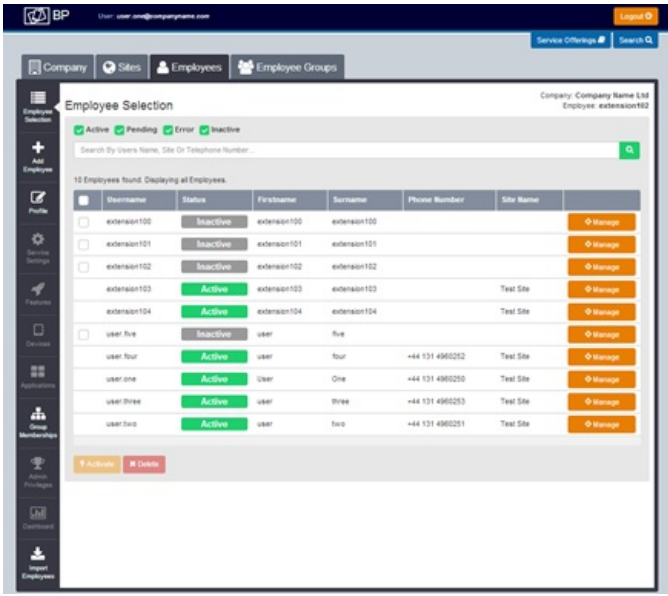 BP
User: user.one@companyname.com
Logout
Service Offerings
Search
Company
Sites
Employees
Employee Groups
Employee Selection
Add Employee
Profile
Service Settings
Features
Devices
Applications
Group Memberships
Admin Privileges
Dashboard
Import Employees
Employee Selection
Company: Company Name Ltd
Employee: extension102
Active Pending Error Inactive
Search By Users Name, Site Or Telephone Number...
10 Employees found. Displaying all Employees.
Username Status Firstname Surname Phone Number Site Name
extension100 Inactive extension100 extension100 Manage
extension101 Inactive extension101 extension101 Manage
extension102 Inactive extension102 extension102 Manage
extension103 Active extension103 extension103 Test Site Manage
extension104 Active extension104 extension104 Test Site Manage
user.five Inactive user five Manage
user.four Active user four +44 131 4960252 Test Site Manage
user.one Active User One +44 131 4960250 Test Site Manage
user.three Active user three +44 131 4960253 Test Site Manage
user.two Active user two +44 131 4960251 Test Site Manage
Activate
Delete